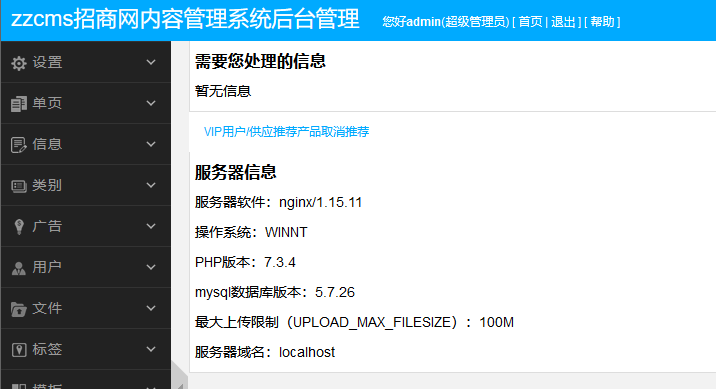 zzcms招商网内容管理系统后台管理
您好admin(超级管理员) [ 首页 | 退出 ] [ 帮助 ]
设置
单页
信息
类别
广告
用户
文件
标签
需要您处理的信息
暂无信息
VIP用户/供应推荐产品取消推荐
服务器信息
服务器软件：nginx/1.15.11
操作系统：WINNT
PHP版本：7.3.4
mysql数据库版本：5.7.26
最大上传限制（UPLOAD_MAX_FILESIZE）：100M
服务器域名：localhost